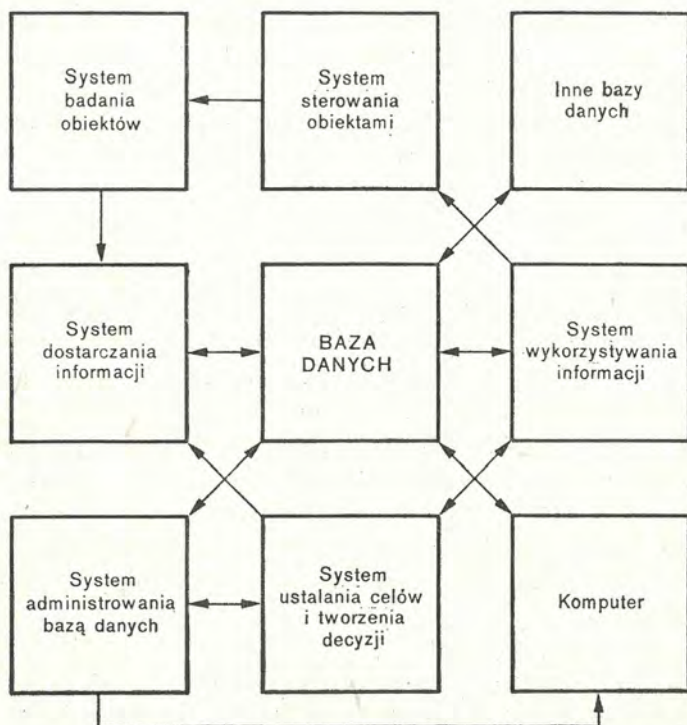 System
badania
obiektów
System
sterowania
obiektami
Inne bazy
danych
System
dostarczania
informacji
BAZA
DANYCH
System
wykorzystywania
informacji
System
administrowania
bazą danych
System
ustalania celów
i tworzenia
decyzji
Komputer